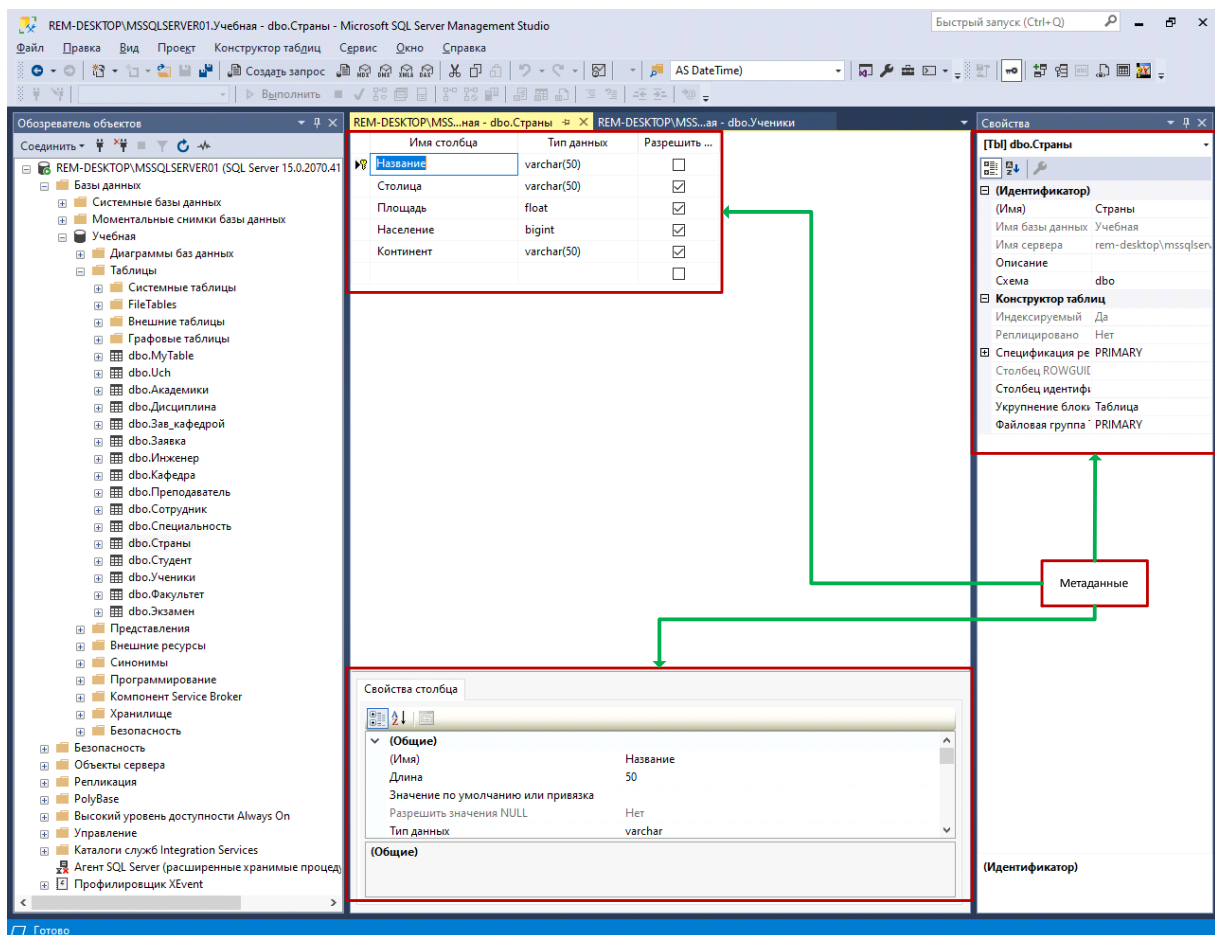 REM-DESKTOP\MSSQLSERVER01.Учебная - dbo.Страны - Microsoft SQL Server Management Studio
Быстрый запуск (Ctrl+Q)
Файл Правка Вид Проект Конструктор таблиц Сервис Окно Справка
Создать запрос
AS DateTime)
Выполнить
Обозреватель объектов
Соединить
REM-DESKTOP\MSSQLSERVER01 (SQL Server 15.0.2070.41
Базы данных
Системные базы данных
Моментальные снимки базы данных
Учебная
Диаграммы баз данных
Таблицы
Системные таблицы
FileTables
Внешние таблицы
Графовые таблицы
dbo.MyTable
dbo.Uch
dbo.Академики
dbo.Дисциплина
dbo.Зав_кафедрой
dbo.Заявка
dbo.Инженер
dbo.Кафедра
dbo.Преподаватель
dbo.Сотрудник
dbo.Специальность
dbo.Страны
dbo.Студент
dbo.Ученики
dbo.Факультет
dbo.Экзамен
Представления
Внешние ресурсы
Синонимы
Программирование
Компонент Service Broker
Хранилище
Безопасность
Безопасность
Объекты сервера
Репликация
PolyBase
Высокий уровень доступности Always On
Управление
Каталоги служб Integration Services
Агент SQL Server (расширенные хранимые процед
Профилировщик XEvent
REM-DESKTOP\MSS...ная - dbo.Страны
REM-DESKTOP\MSS...ая - dbo.Ученики
Имя столбца Тип данных Разрешить ...
Название varchar(50)
Столица varchar(50)
Площадь float
Население bigint
Континент varchar(50)
Свойства столбца
(Общие)
(Имя) Название
Длина 50
Значение по умолчанию или привязка
Разрешить значения NULL Нет
Тип данных varchar
(Общие)
Свойства
[Tbl] dbo.Страны
(Идентификатор)
(Имя) Страны
Имя базы данных Учебная
Имя сервера rem-desktop\mssqlserv
Описание
Схема dbo
Конструктор таблиц
Индексируемый Да
Реплицировано Нет
Спецификация ре PRIMARY
Столбец ROWGUID
Столбец идентифи
Укрупнение блоки Таблица
Файловая группа PRIMARY
Метаданные
(Идентификатор)
Готово